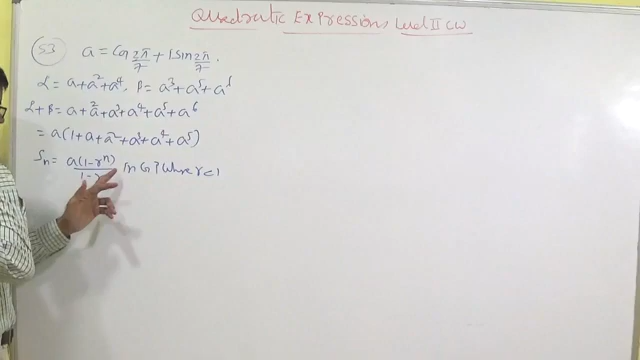 Quadratic Expressions Level II CW
53 a = Cos 2π/7 + i Sin 2π/7 .
α = a+a²+a⁴ , β = a³+a⁵+a⁶
α+β = a+a²+a³+a⁴+a⁵+a⁶
= a(1+a+a²+a³+a⁴+a⁵)
Sn = a(1-rⁿ)/1-r In G.P where r<1